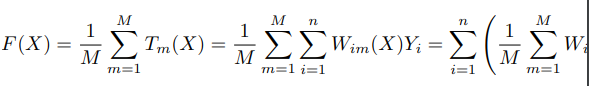 F(X) = \frac{1}{M} \sum_{m=1}^{M} T_m(X) = \frac{1}{M} \sum_{m=1}^{M} \sum_{i=1}^{n} W_{im}(X) Y_i = \sum_{i=1}^{n} \left( \frac{1}{M} \sum_{m=1}^{M} W_i